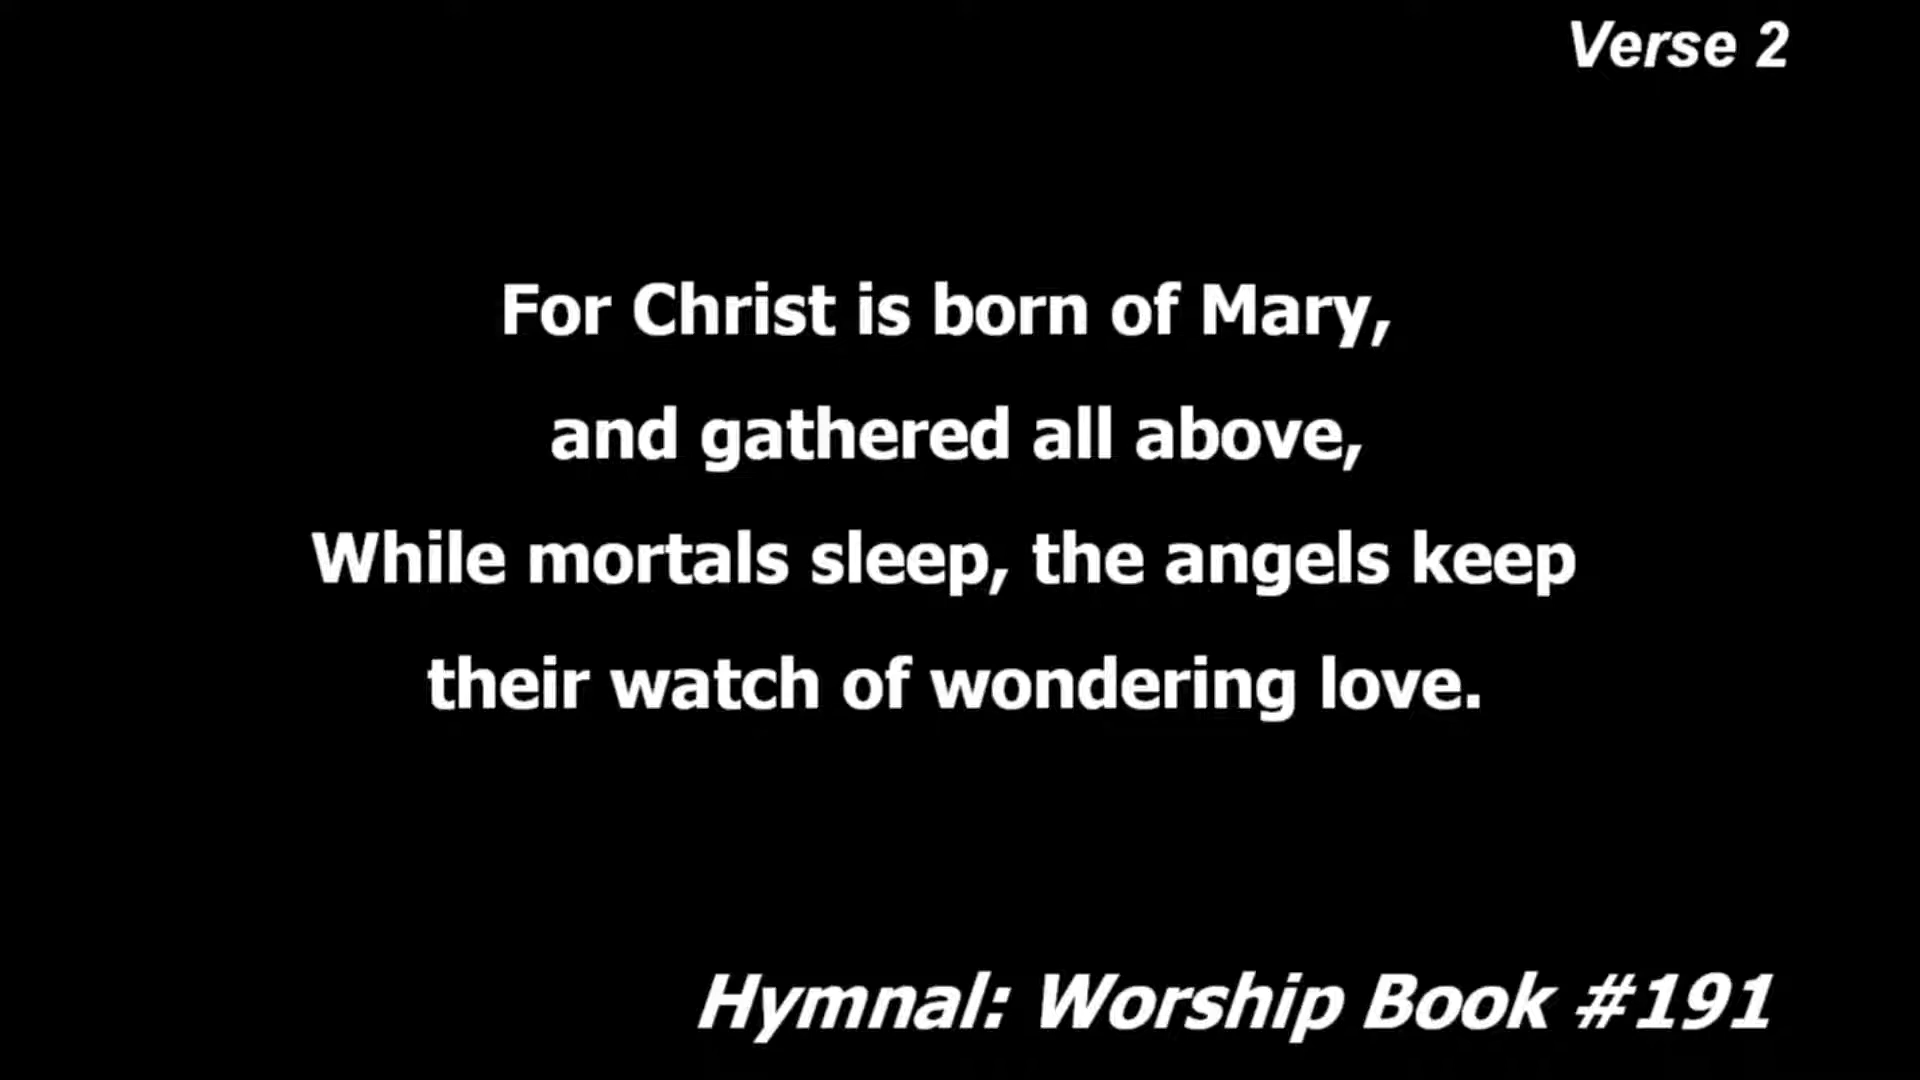 Verse 2
For Christ is born of Mary,
and gathered all above,
While mortals sleep, the angels keep
their watch of wondering love.
Hymnal: Worship Book #191